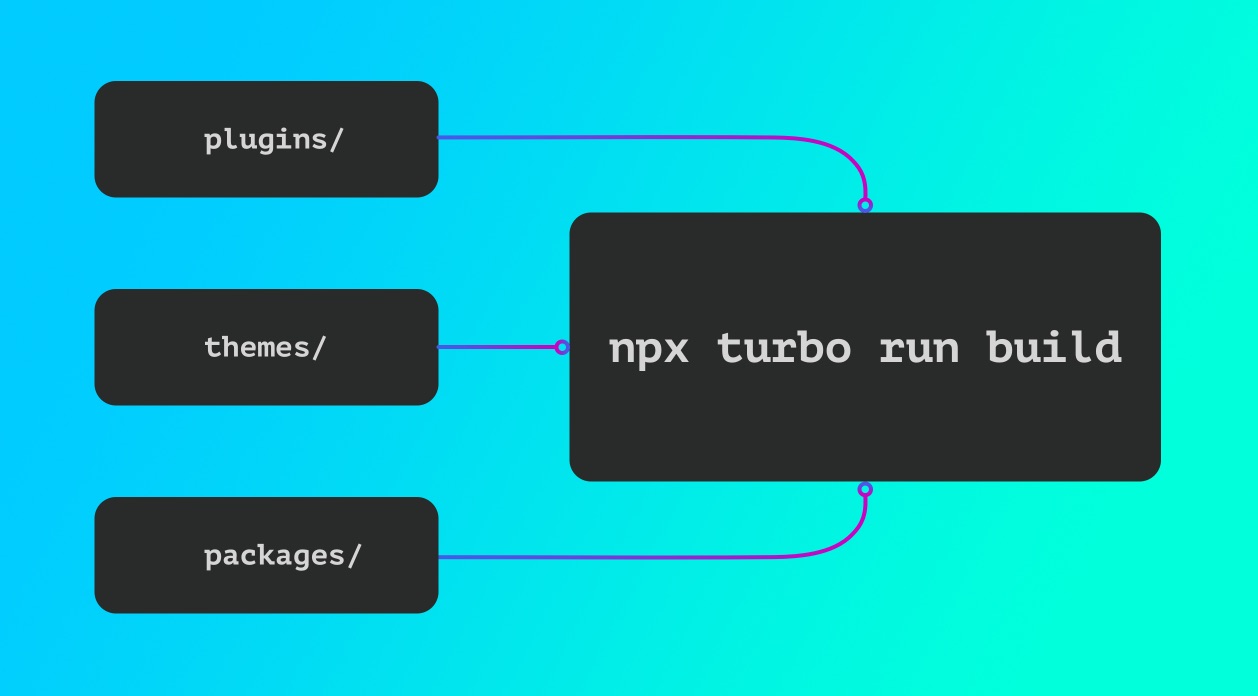 plugins/
themes/
packages/
npx turbo run build